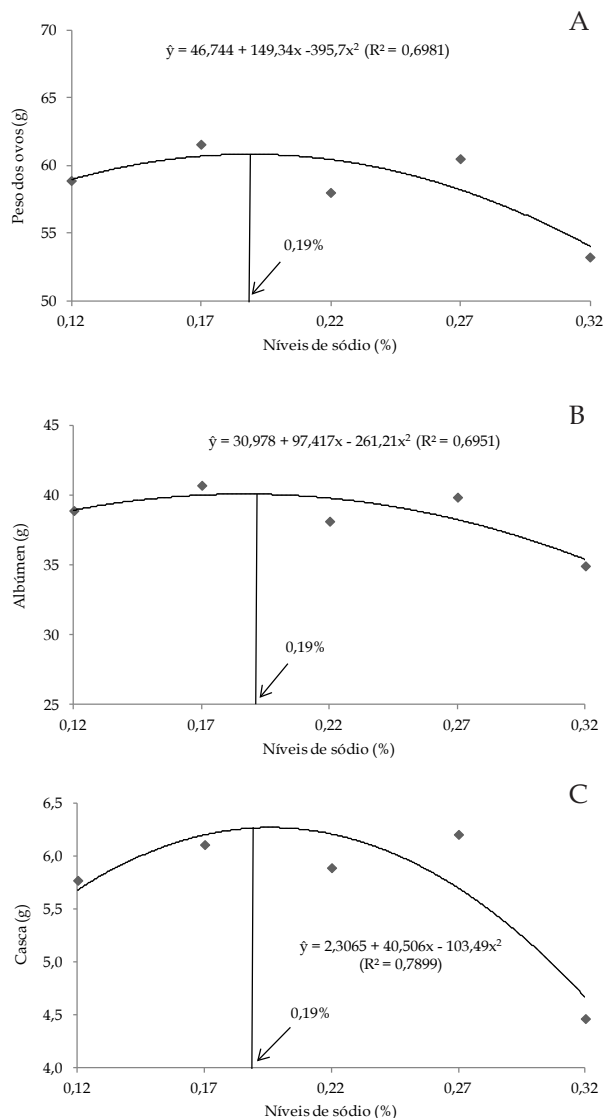 A
ŷ = 46,744 + 149,34x -395,7x² (R² = 0,6981)
70
65
60
55
50
Peso dos ovos (g)
0,19%
0,12 0,17 0,22 0,27 0,32
Níveis de sódio (%)
B
ŷ = 30,978 + 97,417x - 261,21x² (R² = 0,6951)
45
40
35
30
25
Albúmen (g)
0,19%
0,12 0,17 0,22 0,27 0,32
Níveis de sódio (%)
C
6,5
6,0
5,5
5,0
4,5
4,0
Casca (g)
ŷ = 2,3065 + 40,506x - 103,49x²
(R² = 0,7899)
0,19%
0,12 0,17 0,22 0,27 0,32
Níveis de sódio (%)